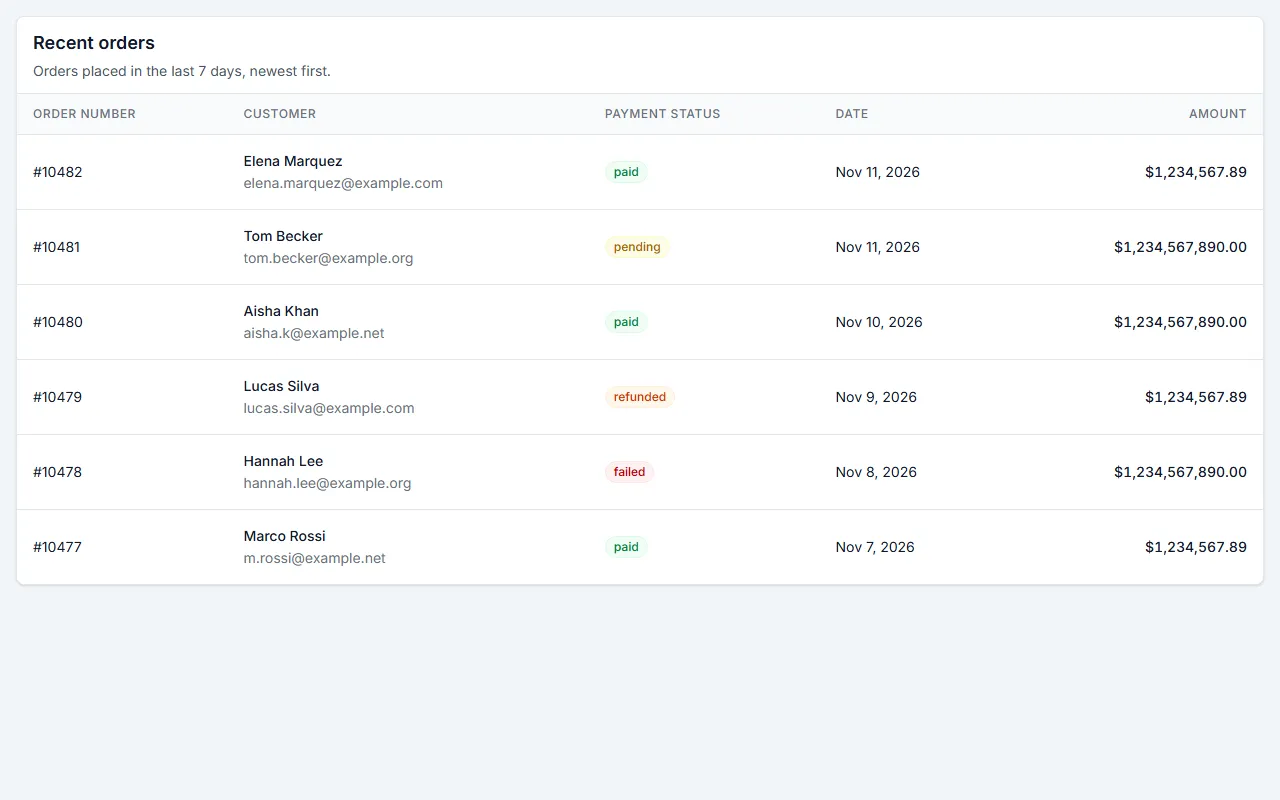 Recent orders
Orders placed in the last 7 days, newest first.
ORDER NUMBER CUSTOMER PAYMENT STATUS DATE AMOUNT
#10482 Elena Marquez elena.marquez@example.com paid Nov 11, 2026 $1,234,567.89
#10481 Tom Becker tom.becker@example.org pending Nov 11, 2026 $1,234,567,890.00
#10480 Aisha Khan aisha.k@example.net paid Nov 10, 2026 $1,234,567,890.00
#10479 Lucas Silva lucas.silva@example.com refunded Nov 9, 2026 $1,234,567.89
#10478 Hannah Lee hannah.lee@example.org failed Nov 8, 2026 $1,234,567,890.00
#10477 Marco Rossi m.rossi@example.net paid Nov 7, 2026 $1,234,567.89